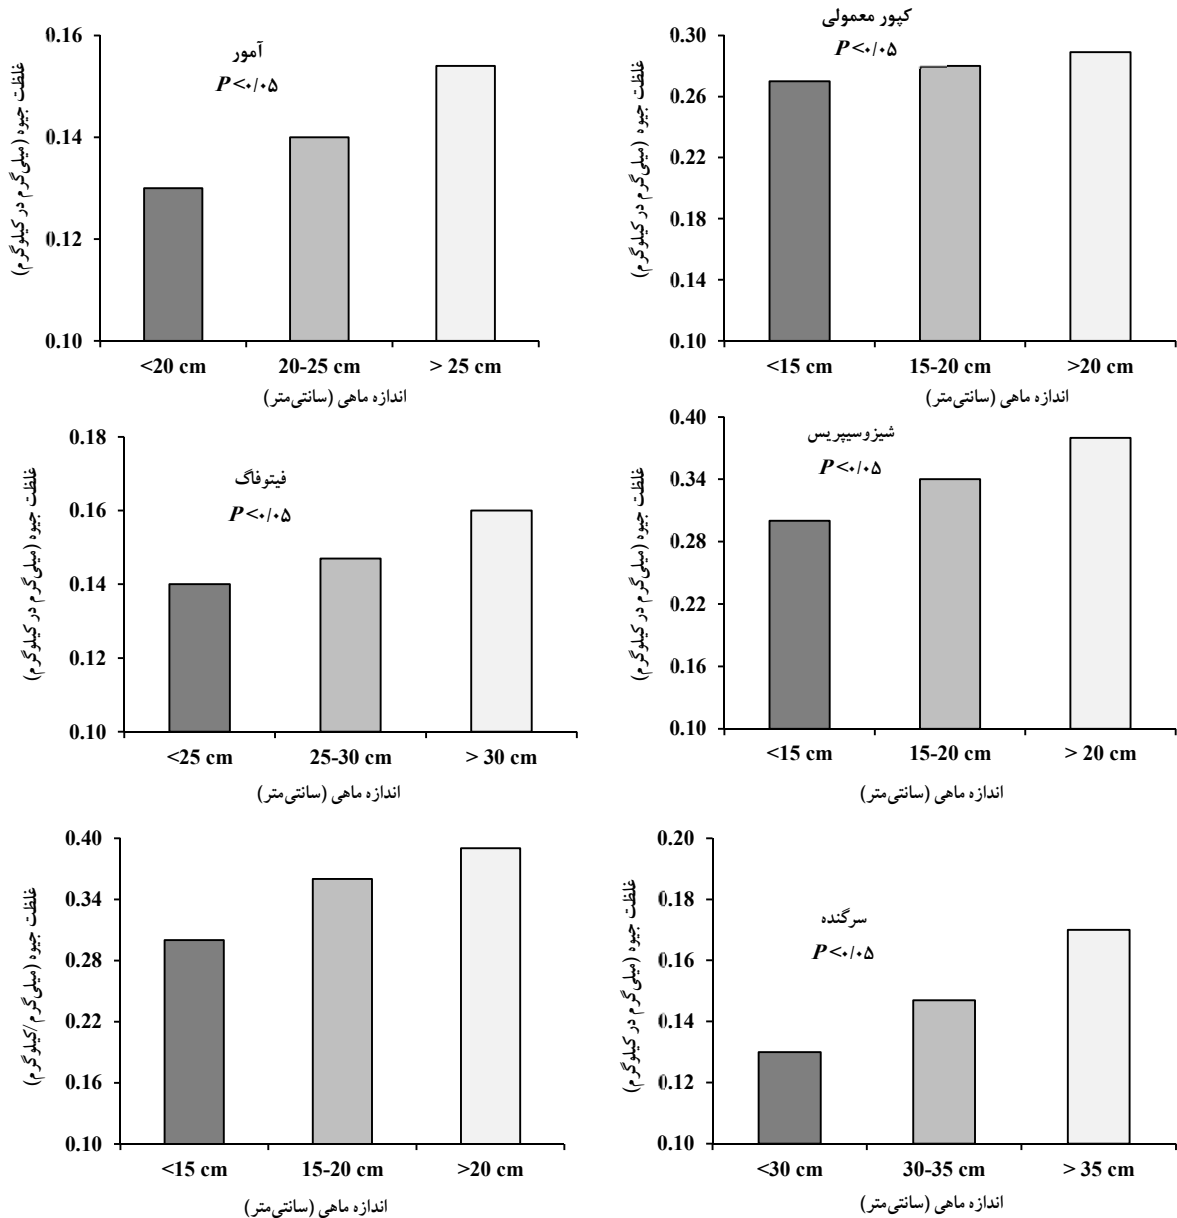 آمور
P<۰/۰۵
غلظت جیوه (میلی‌گرم در کیلوگرم)
0.16
0.14
0.12
0.10
<20 cm 20-25 cm > 25 cm
اندازه ماهی (سانتی‌متر)
کپور معمولی
P<۰/۰۵
غلظت جیوه (میلی‌گرم در کیلوگرم)
0.30
0.26
0.22
0.18
0.14
0.10
<15 cm 15-20 cm >20 cm
اندازه ماهی (سانتی‌متر)
فیتوفاگ
P<۰/۰۵
غلظت جیوه (میلی‌گرم در کیلوگرم)
0.18
0.16
0.14
0.12
0.10
<25 cm 25-30 cm > 30 cm
اندازه ماهی (سانتی‌متر)
شیزوسیپریس
P<۰/۰۵
غلظت جیوه (میلی‌گرم در کیلوگرم)
0.40
0.34
0.28
0.22
0.16
0.10
<15 cm 15-20 cm > 20 cm
اندازه ماهی (سانتی‌متر)
غلظت جیوه (میلی‌گرم/کیلوگرم)
0.40
0.34
0.28
0.22
0.16
0.10
<15 cm 15-20 cm >20 cm
اندازه ماهی (سانتی‌متر)
سرگنده
P<۰/۰۵
غلظت جیوه (میلی‌گرم در کیلوگرم)
0.20
0.18
0.16
0.14
0.12
0.10
<30 cm 30-35 cm > 35 cm
اندازه ماهی (سانتی‌متر)